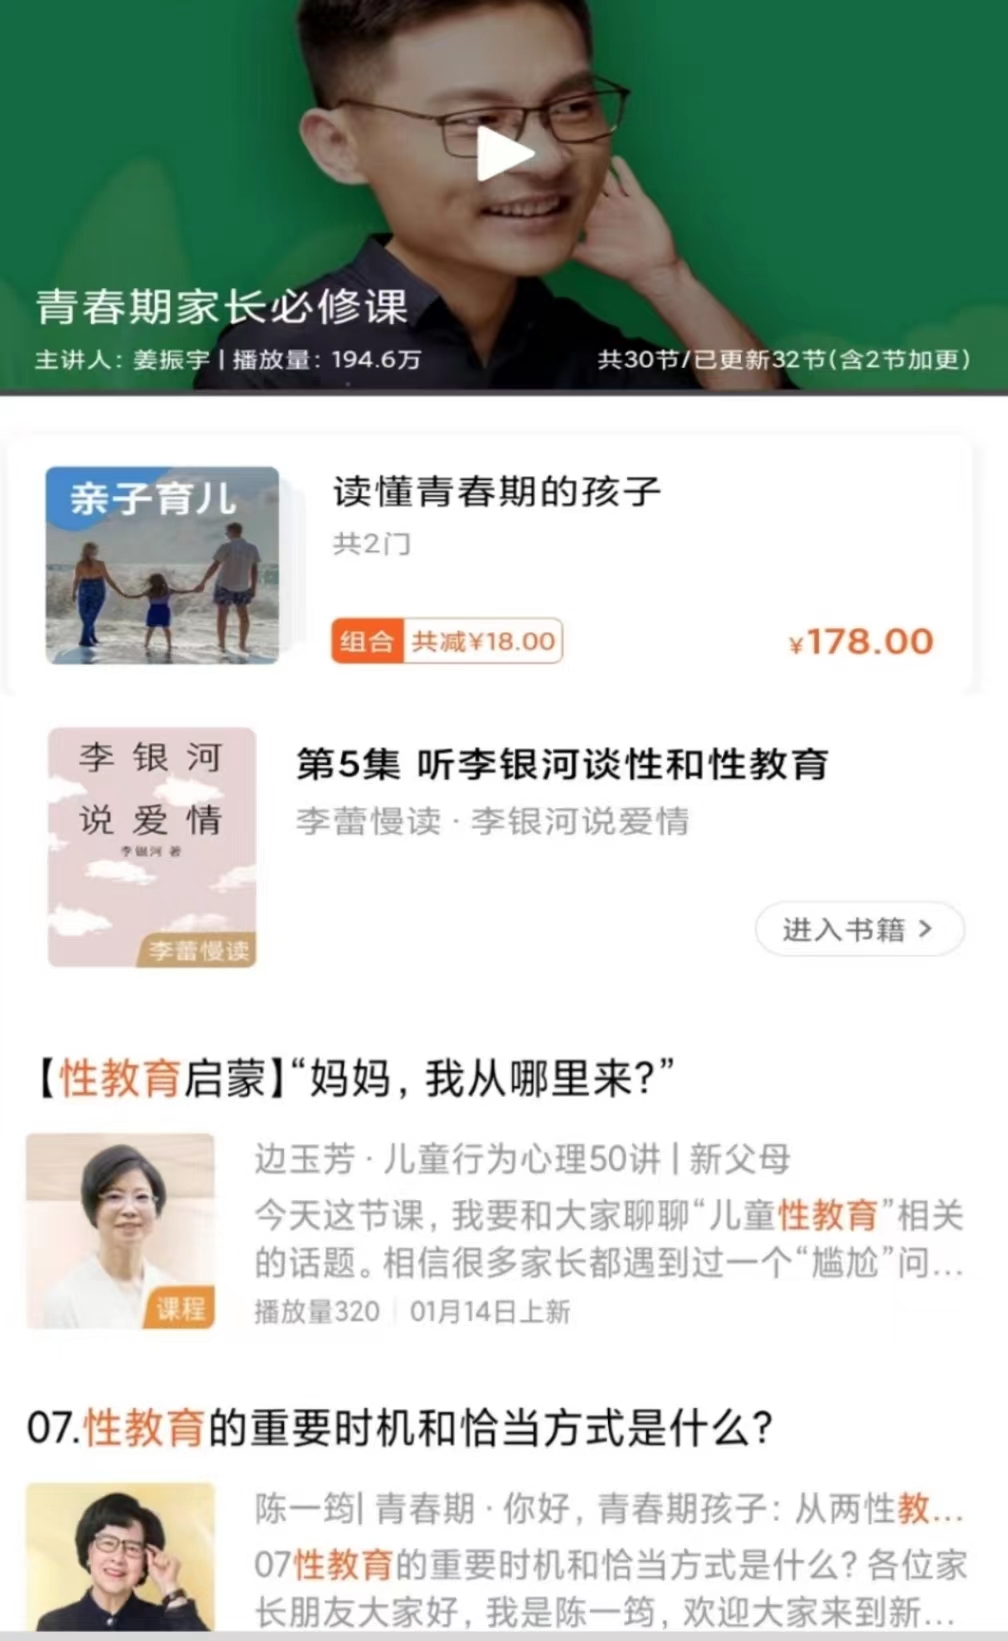 青春期家长必修课
主讲人：姜振宇 | 播放量：194.6万
共30节/已更新32节(含2节加更)
亲子育儿
读懂青春期的孩子
共2门
组合 共减¥18.00
¥178.00
李银河
说爱情
李银河 著
李蕾慢读
第5集 听李银河谈性和性教育
李蕾慢读 · 李银河说爱情
进入书籍 >
【性教育启蒙】“妈妈，我从哪里来？”
课程
边玉芳 · 儿童行为心理50讲 | 新父母
今天这节课，我要和大家聊聊“儿童性教育”相关
的话题。相信很多家长都遇到过一个“尴尬”问...
播放量320 | 01月14日上新
07.性教育的重要时机和恰当方式是什么？
陈一筠| 青春期 · 你好，青春期孩子：从两性教...
07性教育的重要时机和恰当方式是什么？各位家
长朋友大家好，我是陈一筠，欢迎大家来到新...